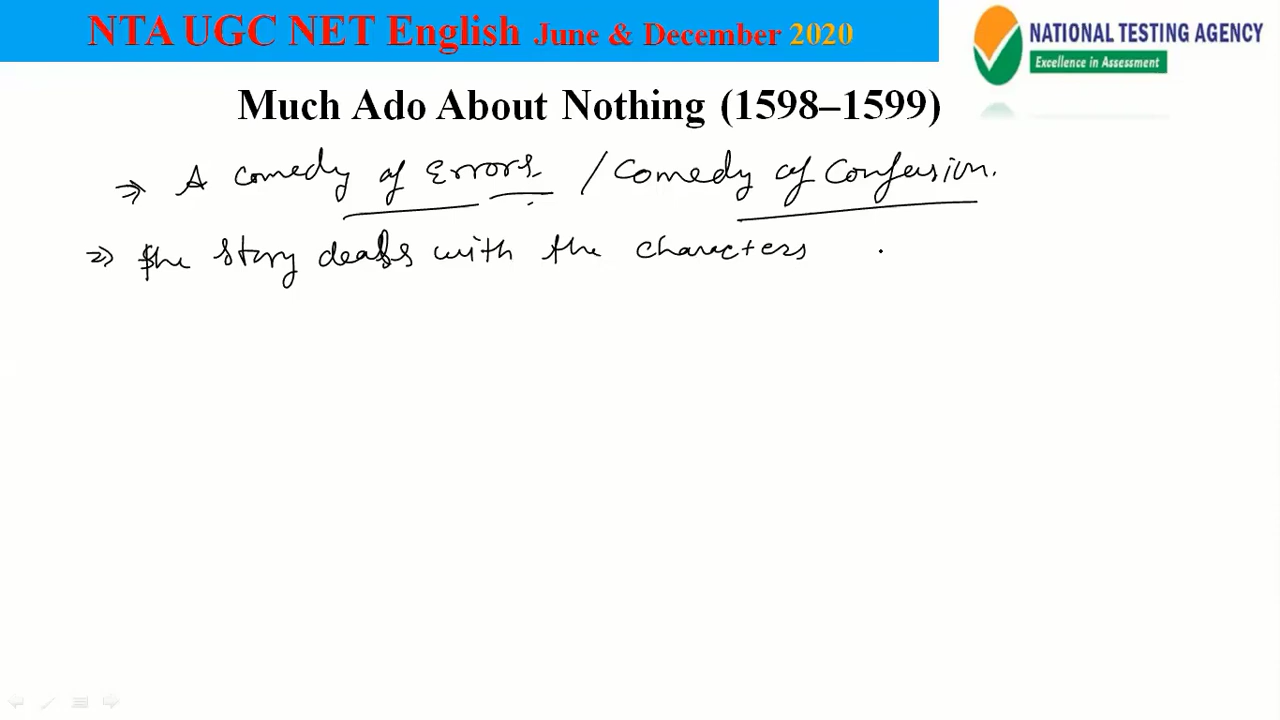 NTA UGC NET English June & December 2020
NATIONAL TESTING AGENCY
Excellence in Assessment
Much Ado About Nothing (1598–1599)
⇒ A comedy of Errors / Comedy of Confusion.
⇒ The story deals with the characters